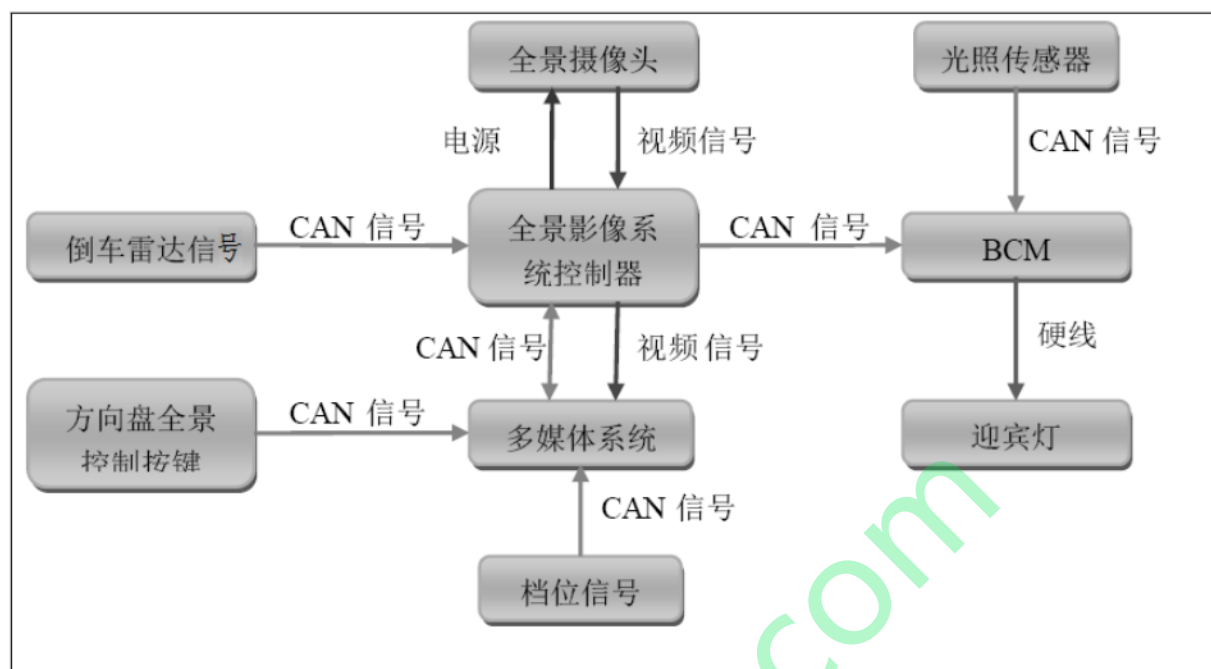 全景摄像头
光照传感器
电源
视频信号
CAN 信号
倒车雷达信号
CAN 信号
全景影像系
统控制器
CAN 信号
BCM
CAN 信号
视频信号
硬线
方向盘全景
控制按键
CAN 信号
多媒体系统
迎宾灯
CAN 信号
档位信号
com